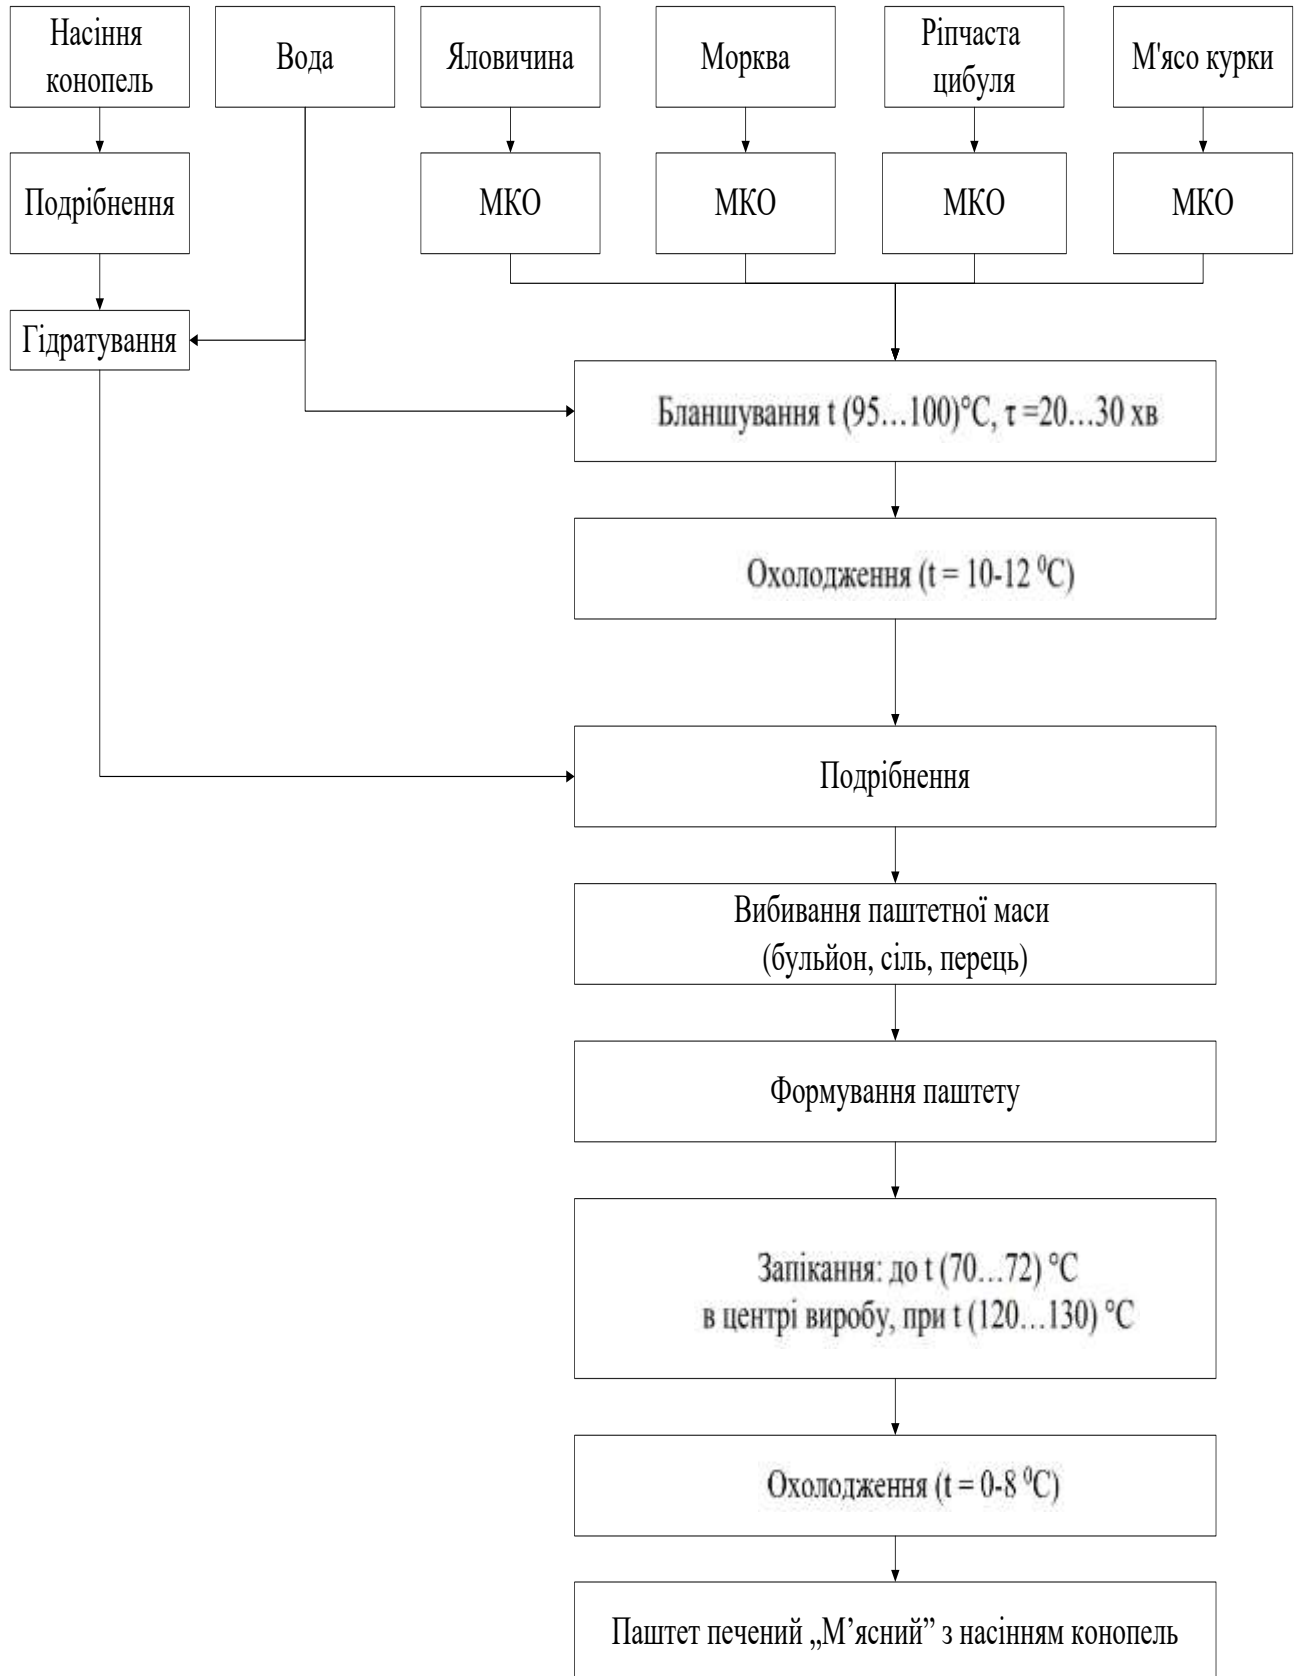 Насіння
конопель
Вода
Яловичина
Морква
Ріпчаста
цибуля
М'ясо курки
Подрібнення
МКО
МКО
МКО
МКО
Гідратування
Бланшування t (95…100)°C, τ =20…30 хв
Охолодження (t = 10-12 ⁰C)
Подрібнення
Вибивання паштетної маси
(бульйон, сіль, перець)
Формування паштету
Запікання: до t (70…72) °C
в центрі виробу, при t (120…130) °C
Охолодження (t = 0-8 ⁰C)
Паштет печений „М’ясний” з насінням конопель